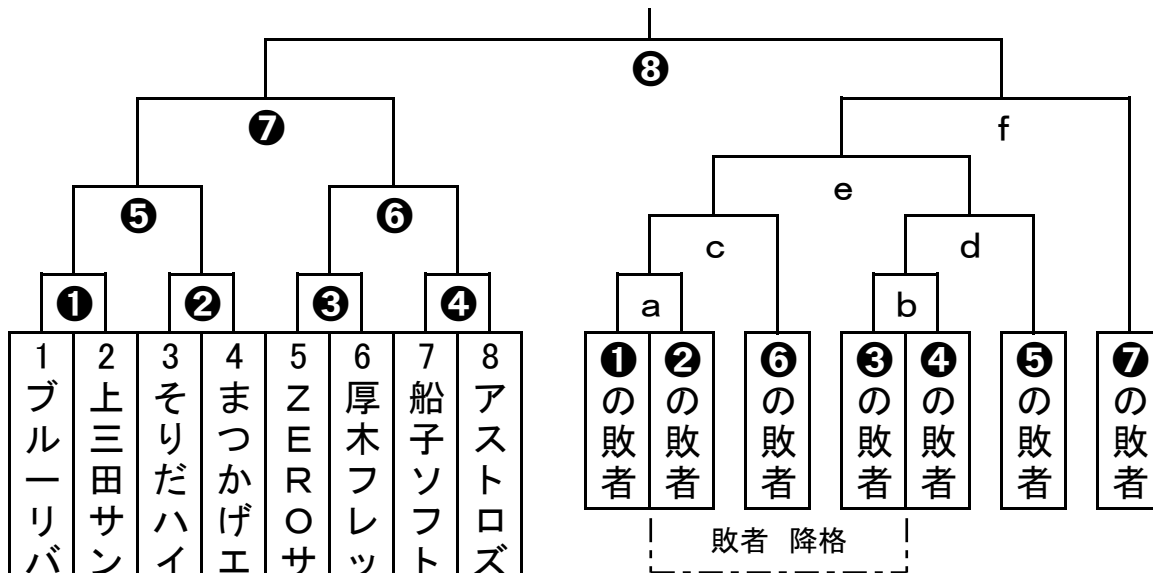 ❽
❼
f
e
❺
❻
c
d
❶
❷
❸
❹
a
b
1ブルーリバ
2上三田サン
3そりだハイ
4まつかげエ
5ZEROサ
6厚木フレッ
7船子ソフト
8アストロズ
❶の敗者
❷の敗者
❻の敗者
❸の敗者
❹の敗者
❺の敗者
❼の敗者
敗者 降格